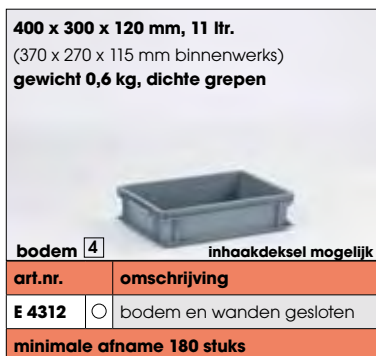 400 x 300 x 120 mm, 11 ltr.
(370 x 270 x 115 mm binnenwerks)
gewicht 0,6 kg, dichte grepen
bodem 4 inhaakdeksel mogelijk
art.nr. omschrijving
E 4312 bodem en wanden gesloten
minimale afname 180 stuks